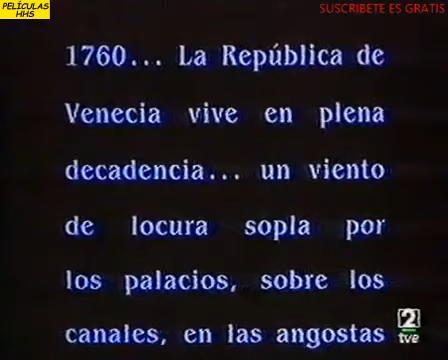 PELÍCULAS
HHS
SUSCRIBETE ES GRATIS
1760... La República de
Venecia vive en plena
decadencia... un viento
de locura sopla por
los palacios, sobre los
canales, en las angostas
2
tve